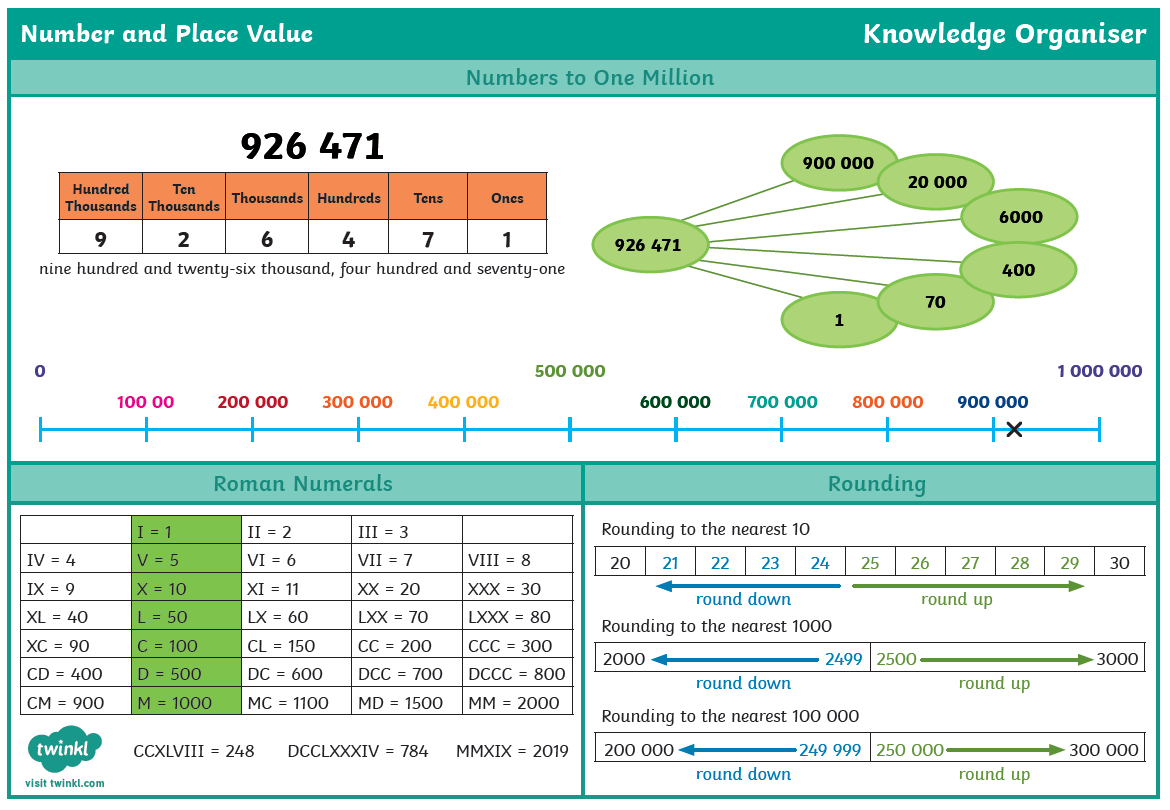 Number and Place Value
Knowledge Organiser
Numbers to One Million
926 471
Hundred Thousands Ten Thousands Thousands Hundreds Tens Ones
9 2 6 4 7 1
nine hundred and twenty-six thousand, four hundred and seventy-one
926 471
900 000
20 000
6000
400
70
1
0 500 000 1 000 000
100 00 200 000 300 000 400 000 600 000 700 000 800 000 900 000
Roman Numerals
I = 1 II = 2 III = 3
IV = 4 V = 5 VI = 6 VII = 7 VIII = 8
IX = 9 X = 10 XI = 11 XX = 20 XXX = 30
XL = 40 L = 50 LX = 60 LXX = 70 LXXX = 80
XC = 90 C = 100 CL = 150 CC = 200 CCC = 300
CD = 400 D = 500 DC = 600 DCC = 700 DCCC = 800
CM = 900 M = 1000 MC = 1100 MD = 1500 MM = 2000
twinkl
visit twinkl.com
CCXLVIII = 248 DCCLXXXIV = 784 MMXIX = 2019
Rounding
Rounding to the nearest 10
20 21 22 23 24 25 26 27 28 29 30
round down round up
Rounding to the nearest 1000
2000 2499 2500 3000
round down round up
Rounding to the nearest 100 000
200 000 249 999 250 000 300 000
round down round up